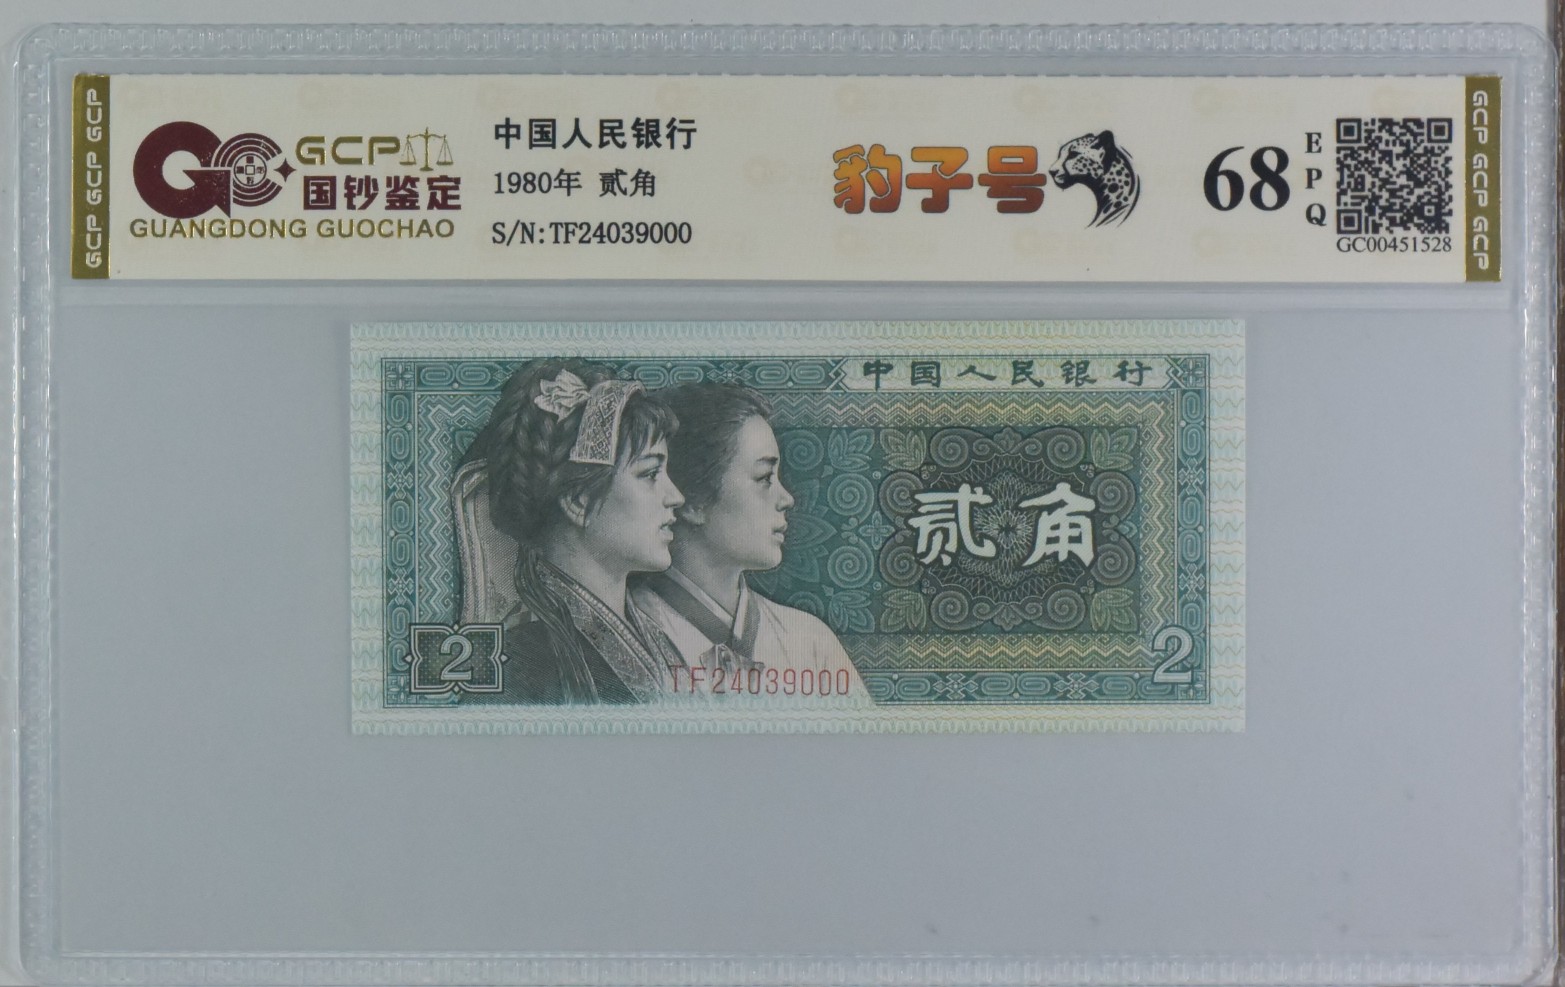 GCP GCP GCP
GCP
国钞鉴定
GUANGDONG GUOCHAO
中国人民银行
1980年 贰角
S/N:TF24039000
豹子号
68
EPQ
GC00451528
GCP GCP GCP
中国人民银行
贰角
2
2
TF24039000